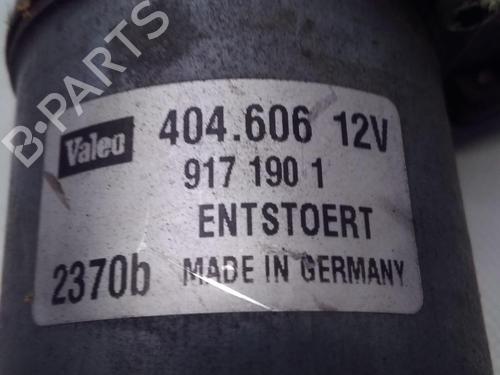 B-PARTS
Valeo 404.606 12V
917 190 1
ENTSTOERT
2370b MADE IN GERMANY